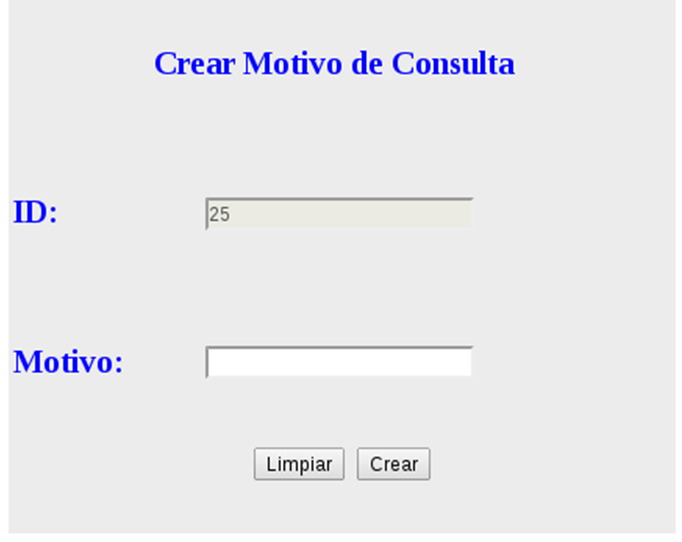 Crear Motivo de Consulta
ID: 25
Motivo:
Limpiar Crear